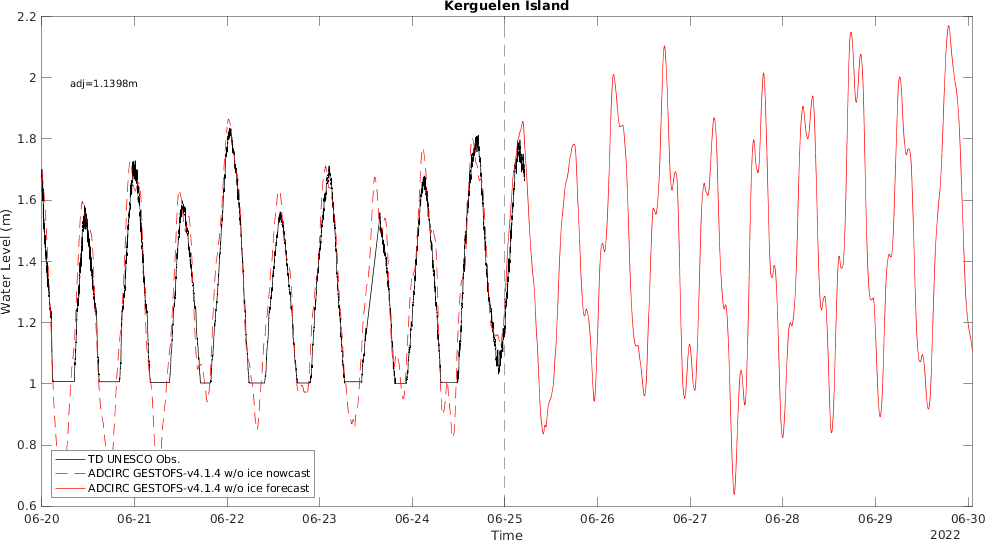 Kerguelen Island
2.2
2
1.8
1.6
1.4
1.2
1
0.8
0.6
Water Level (m)
adj=1.1398m
TD UNESCO Obs.
ADCIRC GESTOFS-v4.1.4 w/o ice nowcast
ADCIRC GESTOFS-v4.1.4 w/o ice forecast
06-20 06-21 06-22 06-23 06-24 06-25 06-26 06-27 06-28 06-29 06-30
Time
2022